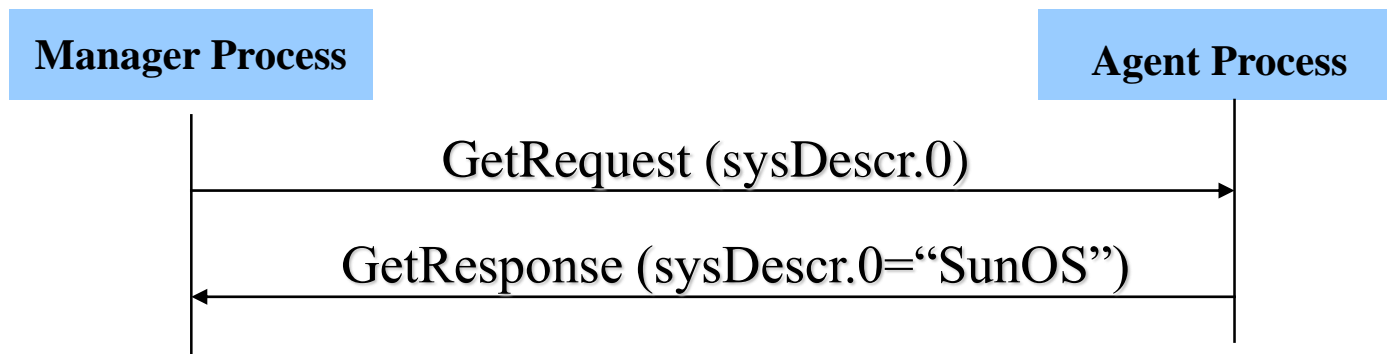 Manager Process
Agent Process
GetRequest (sysDescr.0)
GetResponse (sysDescr.0=“SunOS”)